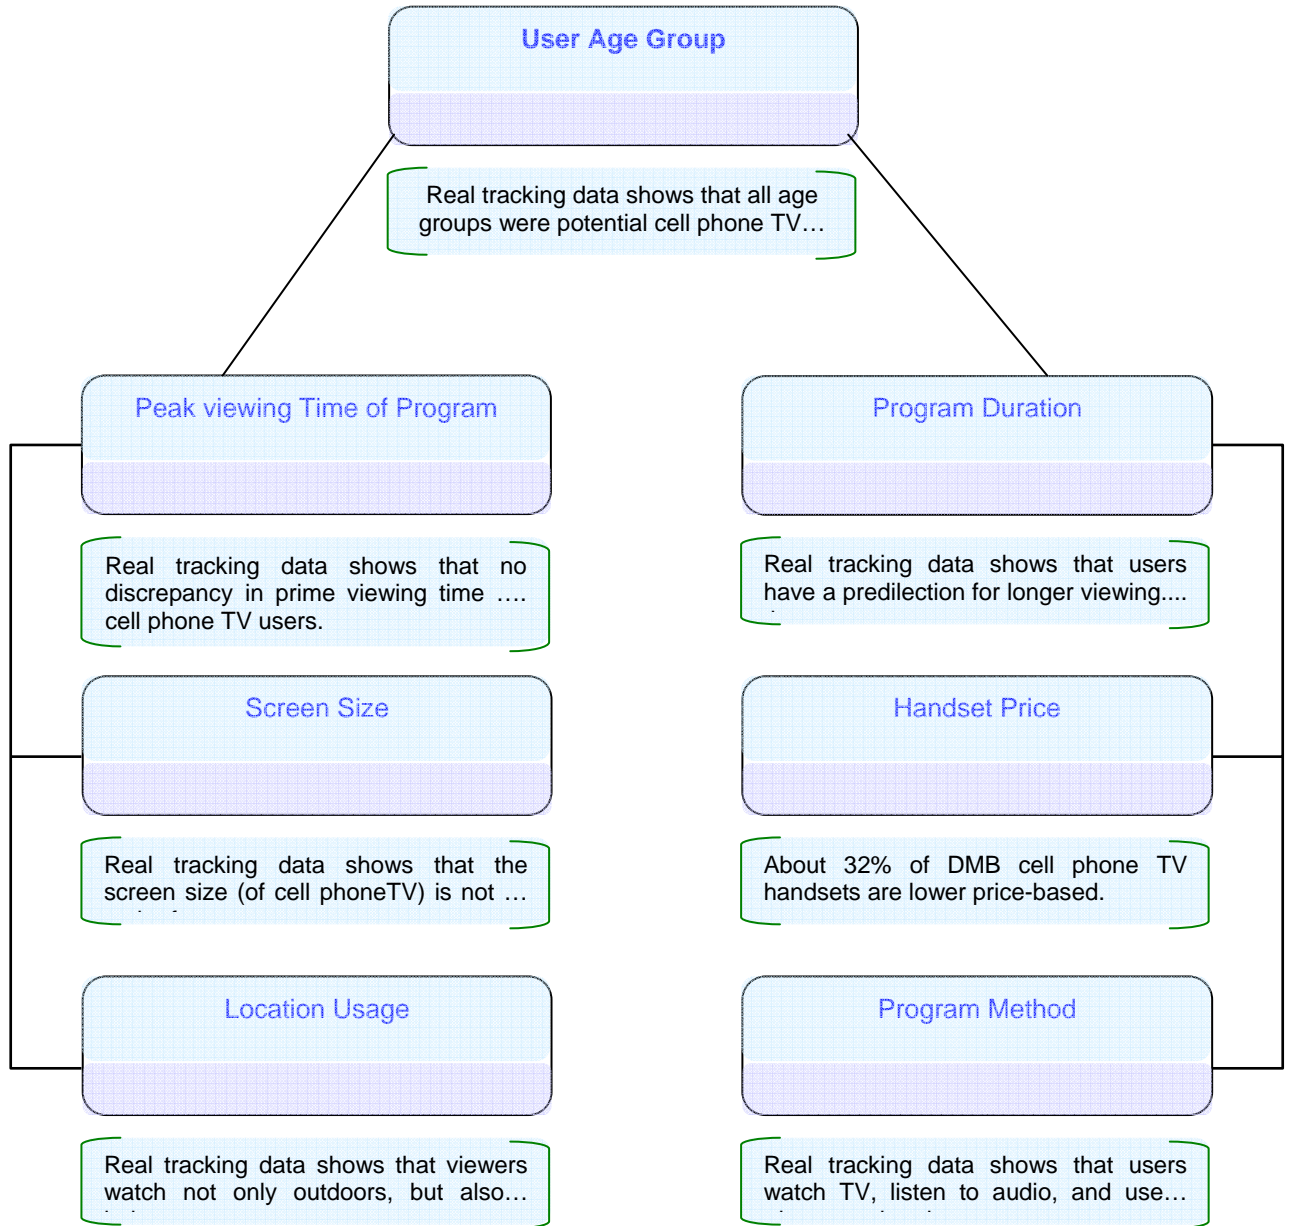 User Age Group
Real tracking data shows that all age
groups were potential cell phone TV…
Peak viewing Time of Program
Real tracking data shows that no
discrepancy in prime viewing time ….
cell phone TV users.
Program Duration
Real tracking data shows that users
have a predilection for longer viewing....
Screen Size
Real tracking data shows that the
screen size (of cell phoneTV) is not …
Handset Price
About 32% of DMB cell phone TV
handsets are lower price-based.
Location Usage
Real tracking data shows that viewers
watch not only outdoors, but also…
Program Method
Real tracking data shows that users
watch TV, listen to audio, and use…